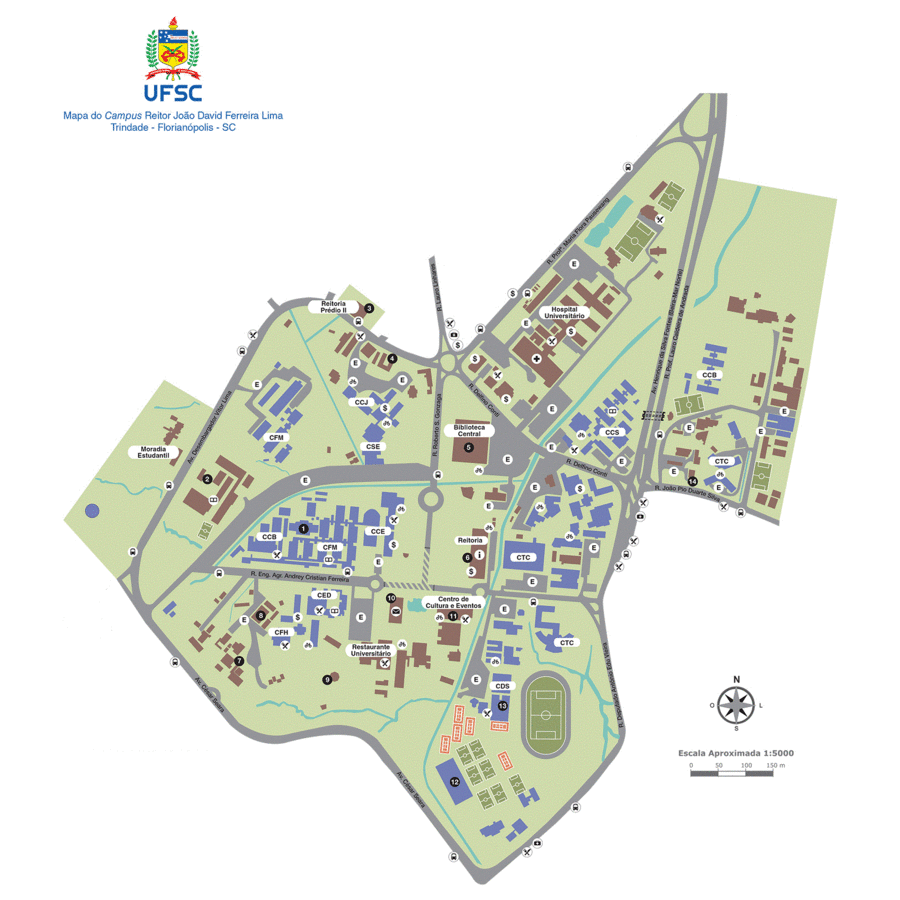 UFSC
Mapa do Campus Reitor João David Ferreira Lima
Trindade - Florianópolis - SC
R. Profª. Maria Flora Pausewang
Reitoria
Prédio II
3
R. Lauro Linhares
E
Hospital
Universitário
E
Av. Henrique da Silva Fontes (Beira-Mar Norte)
R. Prof. Lauro Caldeira de Andrada
4
E
E
E
CCJ
R. Delfino Conti
CCB
Av. Desembargador Vitor Lima
R. Roberto S. Gonzaga
E
E
CFM
CSE
Biblioteca
Central
5
CCS
E
E
Moradia
Estudantil
E
E
R. Delfino Conti
E
E
CTC
2
E
14
E
R. João Pio Duarte Silva
E
E
1
CCB
CCE
CFM
E
Reitoria
6
i
CTC
E
R. Eng. Agr. Andrey Cristian Ferreira
E
CED
10
Centro de
Cultura e Eventos
11
E
8
E
E
CFH
Restaurante
Universitário
CTC
7
9
E
CDS
13
R. Deputado Antônio Edu Vieira
Av. César Seara
Av. César Seara
12
N
O
L
S
Escala Aproximada 1:5000
0 50 100 150 m